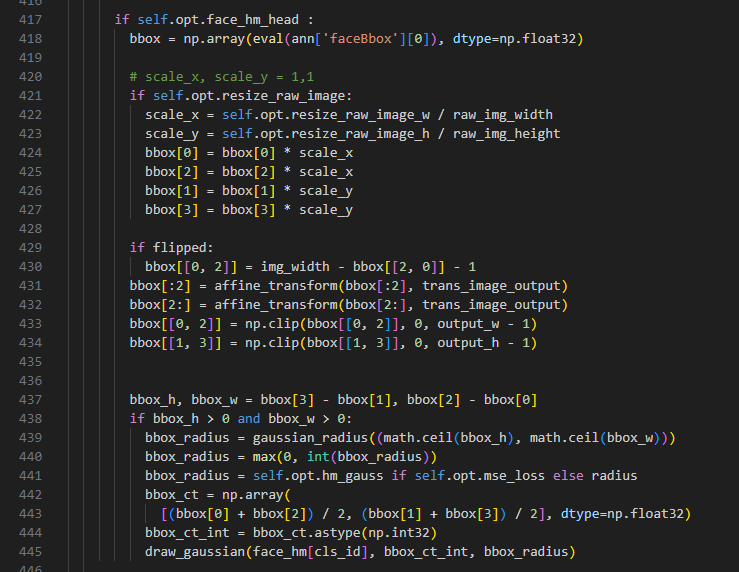 416
417 if self.opt.face_hm_head :
418 bbox = np.array(eval(ann['faceBbox'][0]), dtype=np.float32)
419
420 # scale_x, scale_y = 1,1
421 if self.opt.resize_raw_image:
422 scale_x = self.opt.resize_raw_image_w / raw_img_width
423 scale_y = self.opt.resize_raw_image_h / raw_img_height
424 bbox[0] = bbox[0] * scale_x
425 bbox[2] = bbox[2] * scale_x
426 bbox[1] = bbox[1] * scale_y
427 bbox[3] = bbox[3] * scale_y
428
429 if flipped:
430 bbox[[0, 2]] = img_width - bbox[[2, 0]] - 1
431 bbox[:2] = affine_transform(bbox[:2], trans_image_output)
432 bbox[2:] = affine_transform(bbox[2:], trans_image_output)
433 bbox[[0, 2]] = np.clip(bbox[[0, 2]], 0, output_w - 1)
434 bbox[[1, 3]] = np.clip(bbox[[1, 3]], 0, output_h - 1)
435
436
437 bbox_h, bbox_w = bbox[3] - bbox[1], bbox[2] - bbox[0]
438 if bbox_h > 0 and bbox_w > 0:
439 bbox_radius = gaussian_radius((math.ceil(bbox_h), math.ceil(bbox_w)))
440 bbox_radius = max(0, int(bbox_radius))
441 bbox_radius = self.opt.hm_gauss if self.opt.mse_loss else radius
442 bbox_ct = np.array(
443 [(bbox[0] + bbox[2]) / 2, (bbox[1] + bbox[3]) / 2], dtype=np.float32)
444 bbox_ct_int = bbox_ct.astype(np.int32)
445 draw_gaussian(face_hm[cls_id], bbox_ct_int, bbox_radius)
446